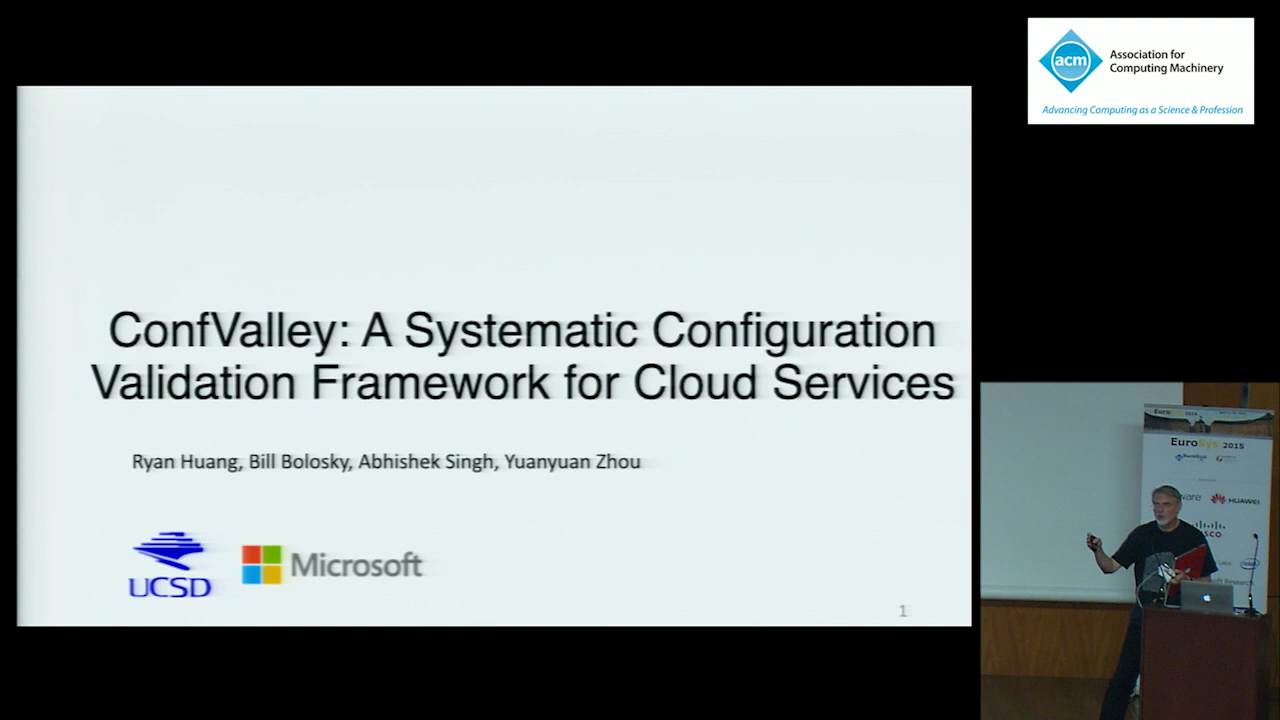 acm
Association for
Computing Machinery
Advancing Computing as a Science & Profession
ConfValley: A Systematic Configuration
Validation Framework for Cloud Services
Ryan Huang, Bill Bolosky, Abhishek Singh, Yuanyuan Zhou
UCSD
Microsoft
1
EuroSys 2015
HUAWEI